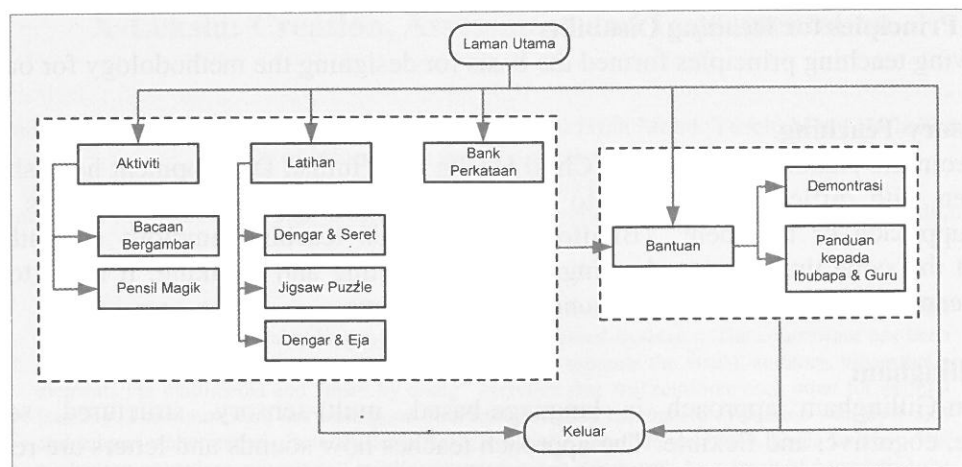 Laman Utama
Aktiviti
Latihan
Bank
Perkataan
Demontrasi
Bacaan
Bergambar
Dengar & Seret
Bantuan
Panduan
kepada
Ibubapa & Guru
Pensil Magik
Jigsaw Puzzle
Dengar & Eja
Keluar